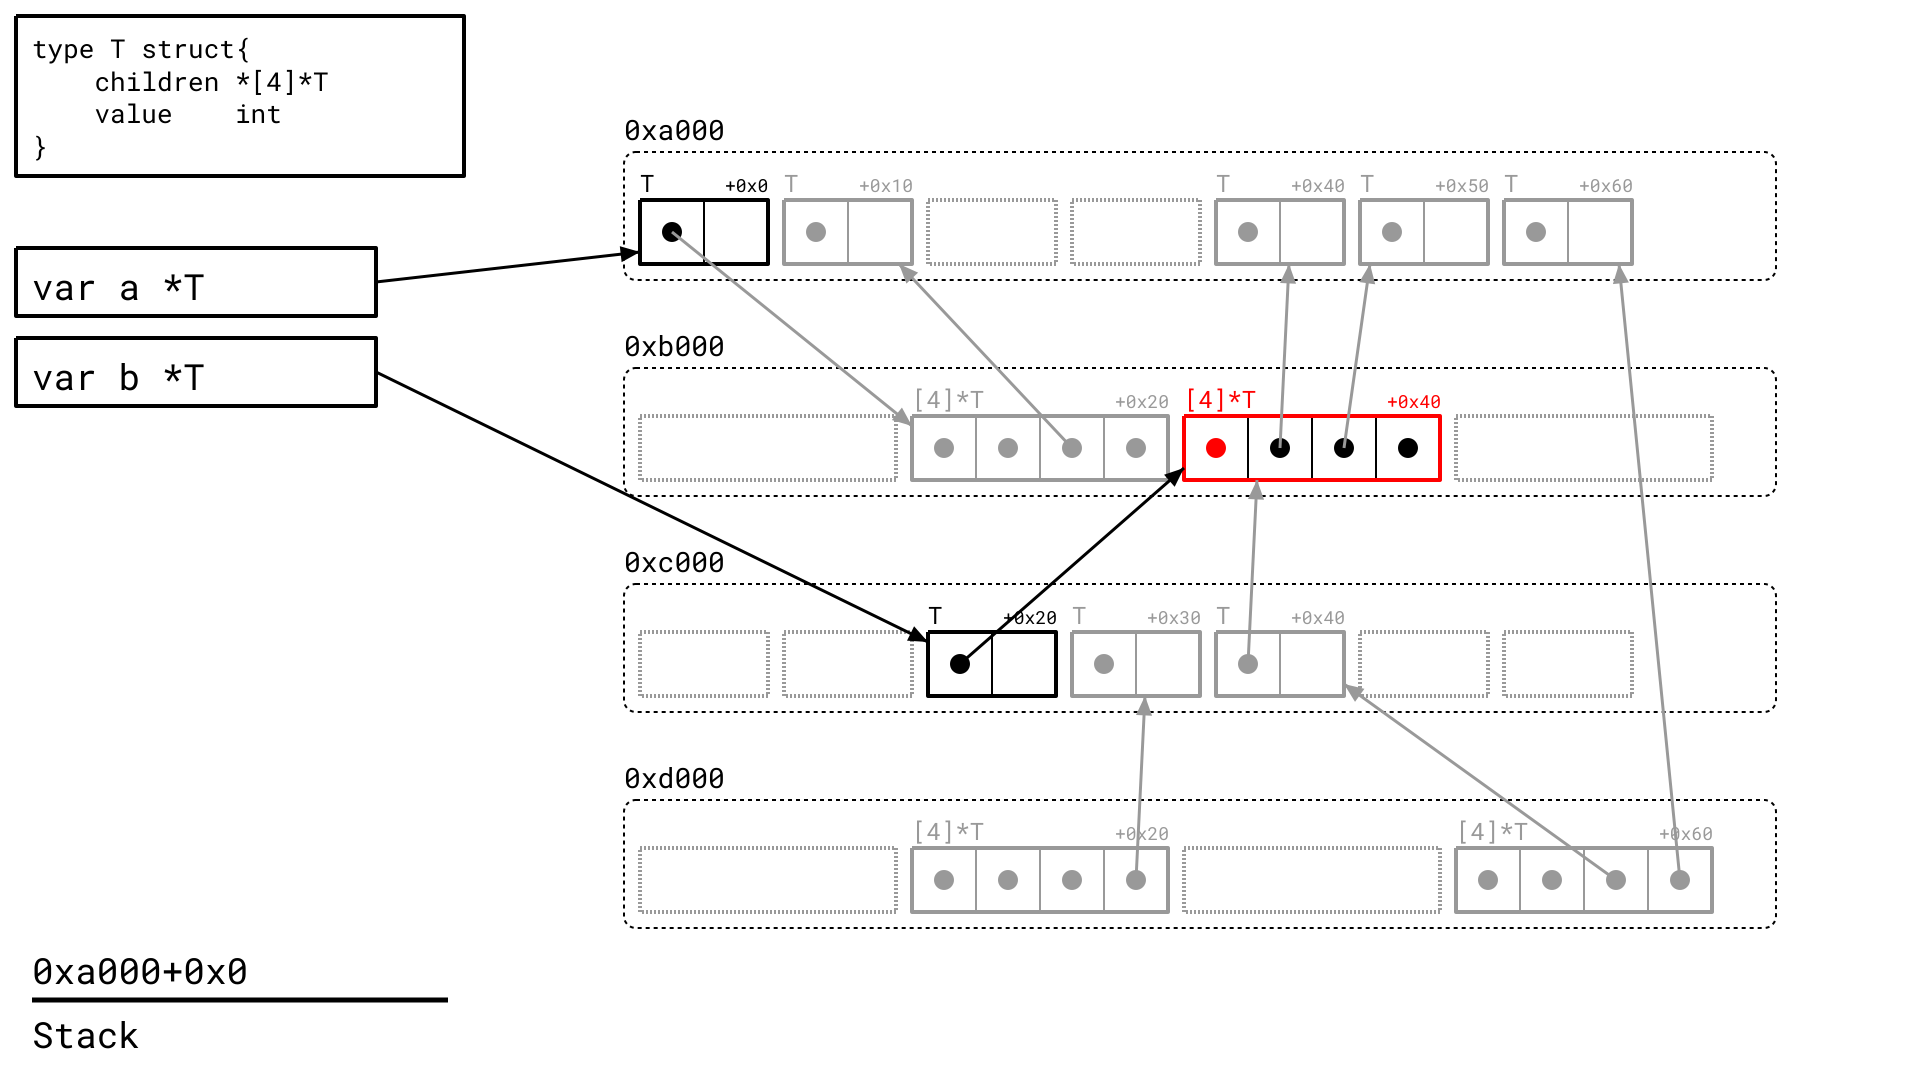 type T struct{
    children *[4]*T
    value    int
}
var a *T
var b *T
0xa000
T +0x0 T +0x10 T +0x40 T +0x50 T +0x60
0xb000
[4]*T +0x20 [4]*T +0x40
0xc000
T +0x20 T +0x30 T +0x40
0xd000
[4]*T +0x20 [4]*T +0x60
0xa000+0x0
Stack